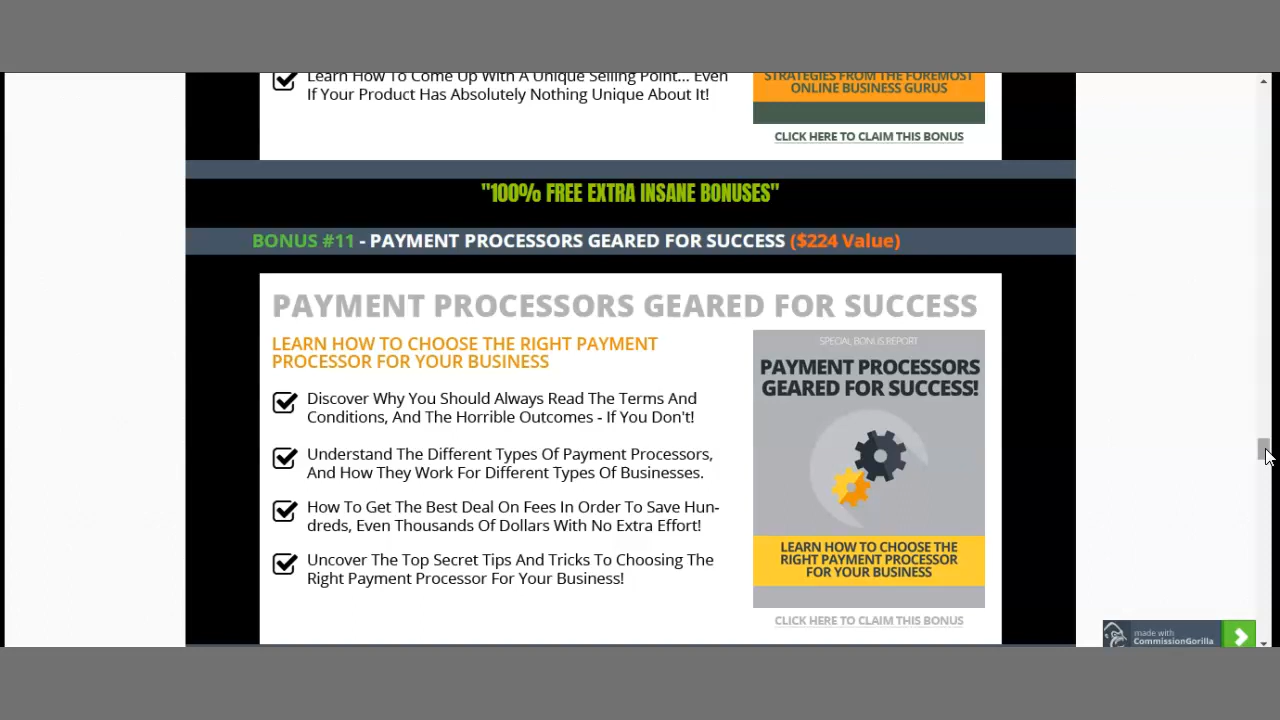 Learn How To Come Up With A Unique Selling Point... Even
If Your Product Has Absolutely Nothing Unique About It!
STRATEGIES FROM THE FOREMOST
ONLINE BUSINESS GURUS
CLICK HERE TO CLAIM THIS BONUS
"100% FREE EXTRA INSANE BONUSES"
BONUS #11 - PAYMENT PROCESSORS GEARED FOR SUCCESS ($224 Value)
PAYMENT PROCESSORS GEARED FOR SUCCESS
LEARN HOW TO CHOOSE THE RIGHT PAYMENT
PROCESSOR FOR YOUR BUSINESS
Discover Why You Should Always Read The Terms And
Conditions, And The Horrible Outcomes - If You Don't!
Understand The Different Types Of Payment Processors,
And How They Work For Different Types Of Businesses.
How To Get The Best Deal On Fees In Order To Save Hun-
dreds, Even Thousands Of Dollars With No Extra Effort!
Uncover The Top Secret Tips And Tricks To Choosing The
Right Payment Processor For Your Business!
SPECIAL BONUS REPORT
PAYMENT PROCESSORS
GEARED FOR SUCCESS!
LEARN HOW TO CHOOSE THE
RIGHT PAYMENT PROCESSOR
FOR YOUR BUSINESS
CLICK HERE TO CLAIM THIS BONUS
made with
CommissionGorilla